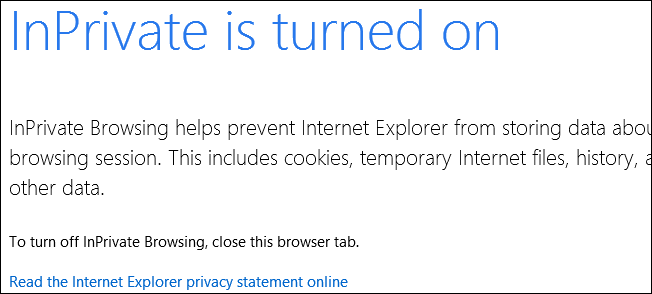 InPrivate is turned on
InPrivate Browsing helps prevent Internet Explorer from storing data abou
browsing session. This includes cookies, temporary Internet files, history, a
other data.
To turn off InPrivate Browsing, close this browser tab.
Read the Internet Explorer privacy statement online